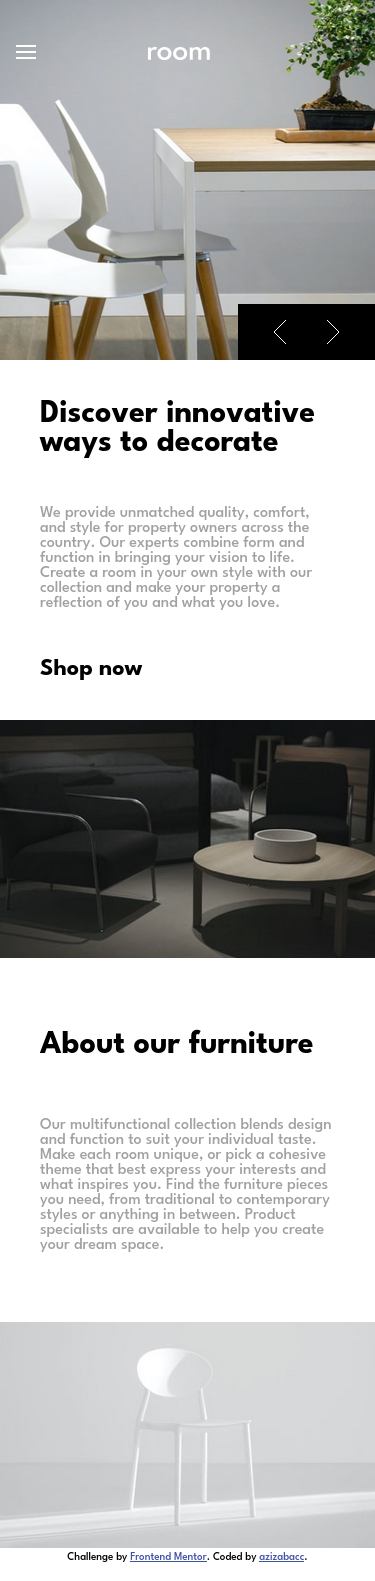 room
Discover innovative
ways to decorate
We provide unmatched quality, comfort,
and style for property owners across the
country. Our experts combine form and
function in bringing your vision to life.
Create a room in your own style with our
collection and make your property a
reflection of you and what you love.
Shop now
About our furniture
Our multifunctional collection blends design
and function to suit your individual taste.
Make each room unique, or pick a cohesive
theme that best express your interests and
what inspires you. Find the furniture pieces
you need, from traditional to contemporary
styles or anything in between. Product
specialists are available to help you create
your dream space.
Challenge by Frontend Mentor. Coded by azizabacc.